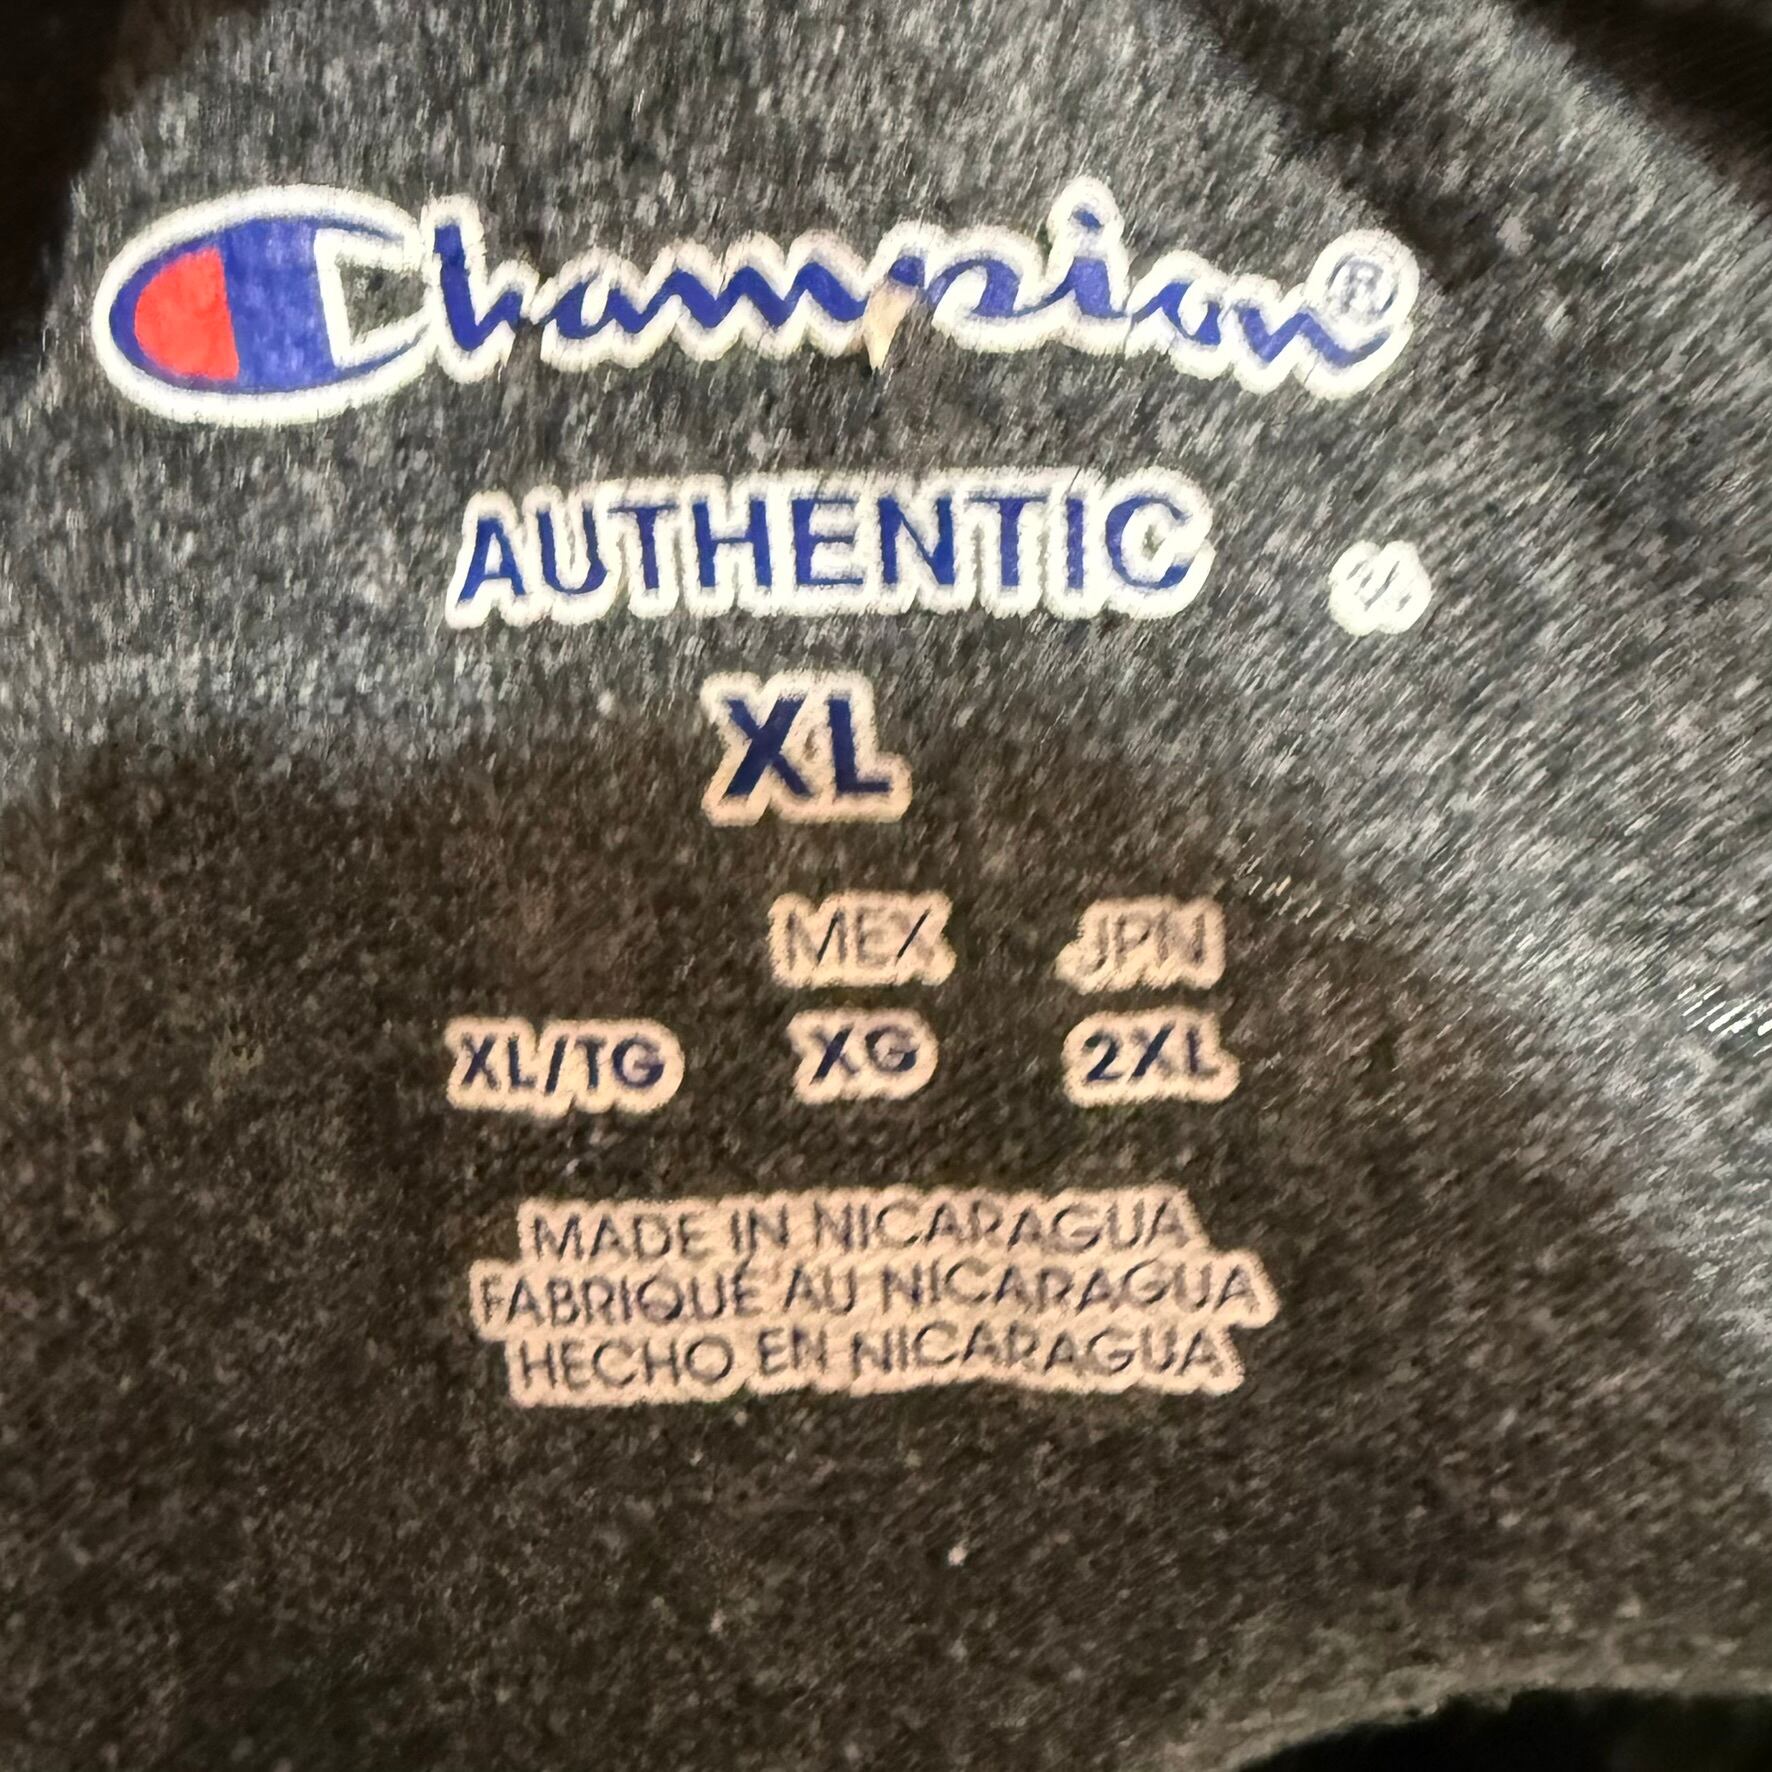 Champion®
AUTHENTIC
XL
MEX JPN
XL/TG XG 2XL
MADE IN NICARAGUA
FABRIQUÉ AU NICARAGUA
HECHO EN NICARAGUA